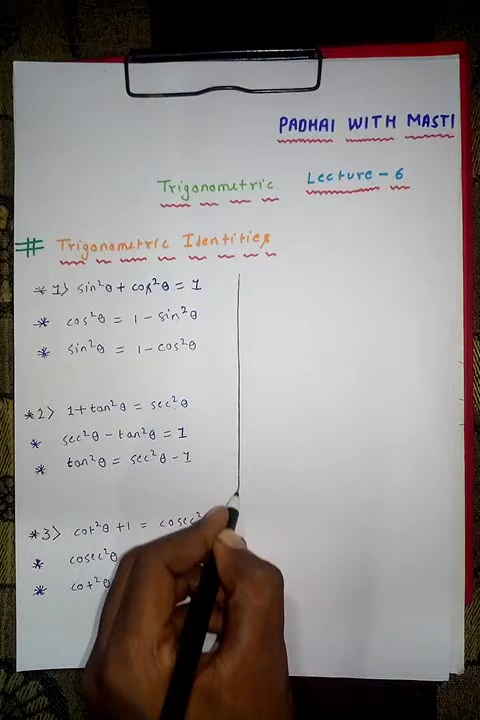 PADHAI WITH MASTI
Trigonometric Lecture - 6
# Trigonometric Identities
* 1> sin²θ + cos²θ = 1
* cos²θ = 1 - sin²θ
* sin²θ = 1 - cos²θ
* 2> 1 + tan²θ = sec²θ
* sec²θ - tan²θ = 1
* tan²θ = sec²θ - 1
* 3> cot²θ + 1 = cosec²
* cosec²θ
* cot²θ